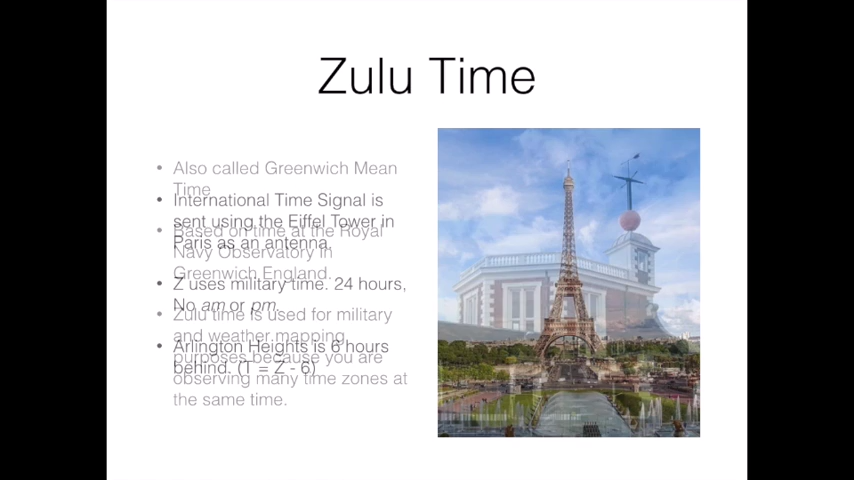 Zulu Time
• Also called Greenwich Mean
Time
• International Time Signal is
sent using the Eiffel Tower in
Paris as an antenna.
• Based on time at the Royal
Navy Observatory in
Greenwich England.
• Z uses military time. 24 hours,
No am or pm.
• Zulu time is used for military
and weather mapping
purposes because you are
observing many time zones at
the same time.
• Arlington Heights is 6 hours
behind. (T = Z - 6)